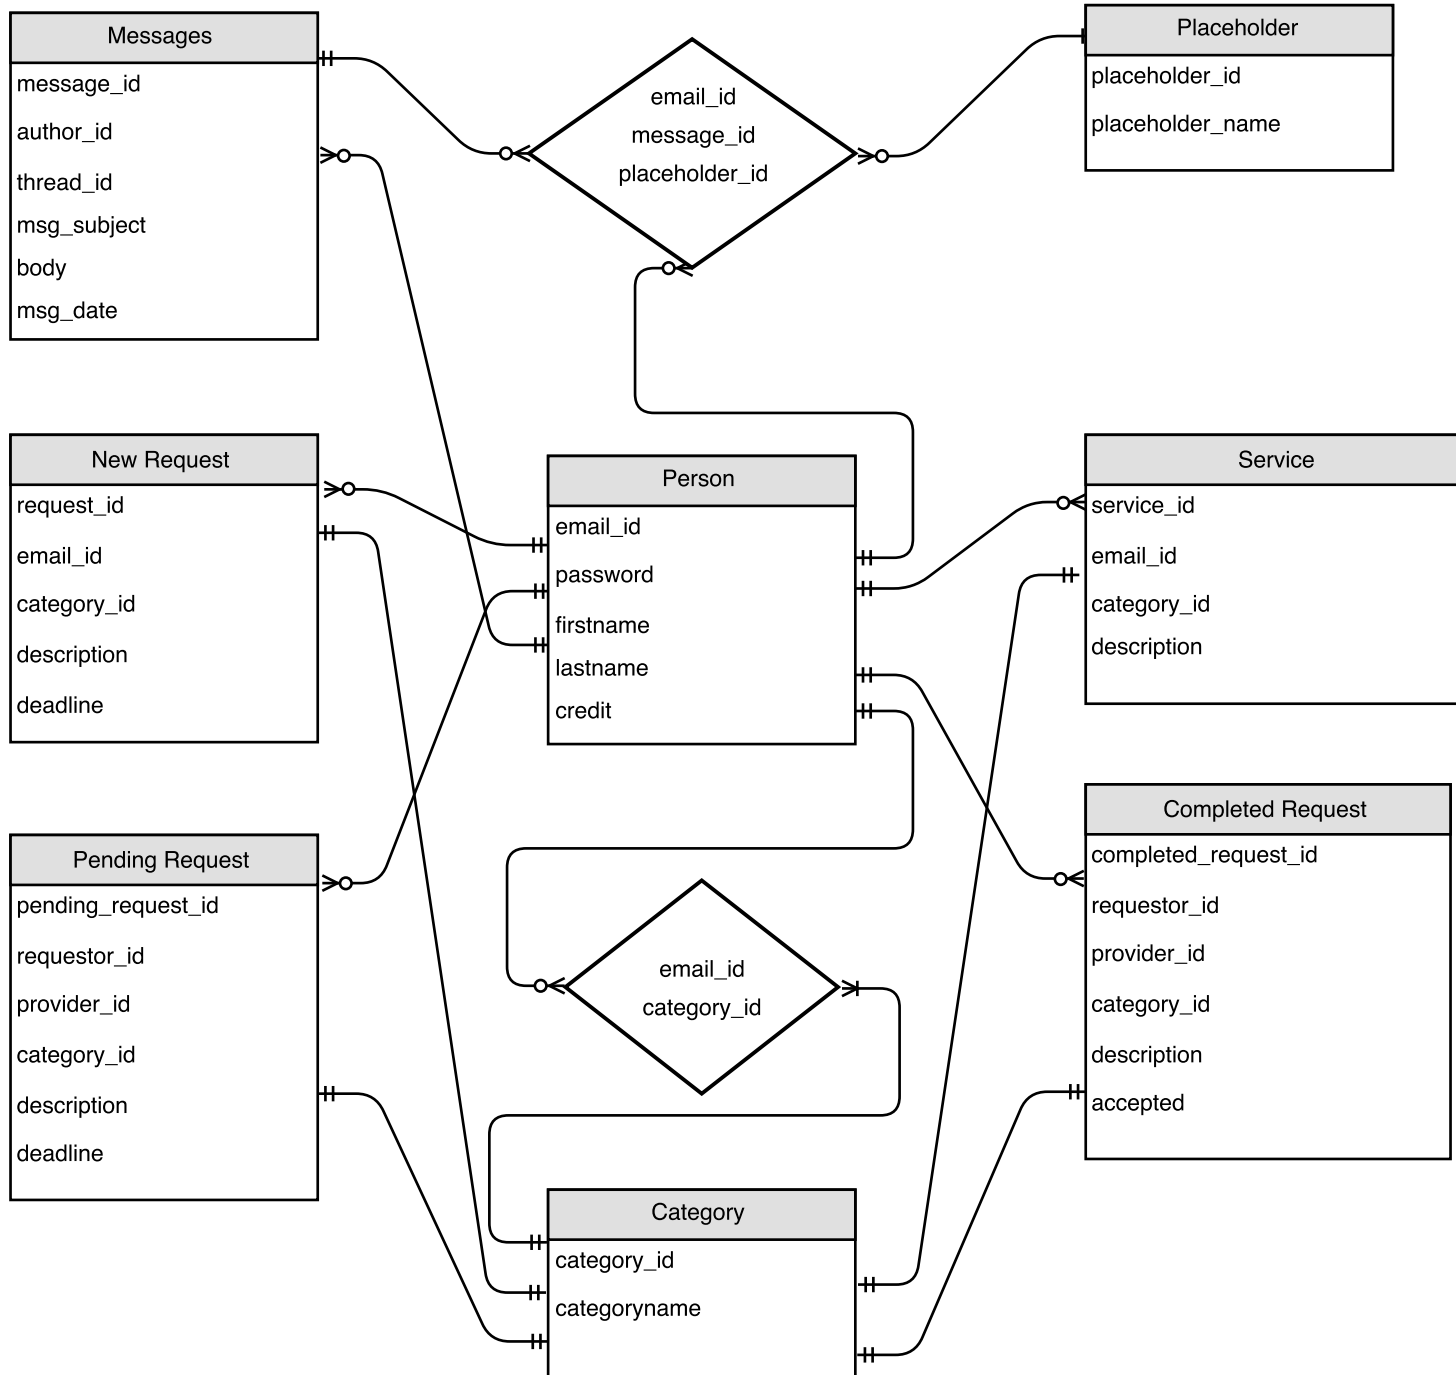 Messages
message_id
author_id
thread_id
msg_subject
body
msg_date
email_id
message_id
placeholder_id
Placeholder
placeholder_id
placeholder_name
New Request
request_id
email_id
category_id
description
deadline
Person
email_id
password
firstname
lastname
credit
Service
service_id
email_id
category_id
description
Pending Request
pending_request_id
requestor_id
provider_id
category_id
description
deadline
email_id
category_id
Completed Request
completed_request_id
requestor_id
provider_id
category_id
description
accepted
Category
category_id
categoryname